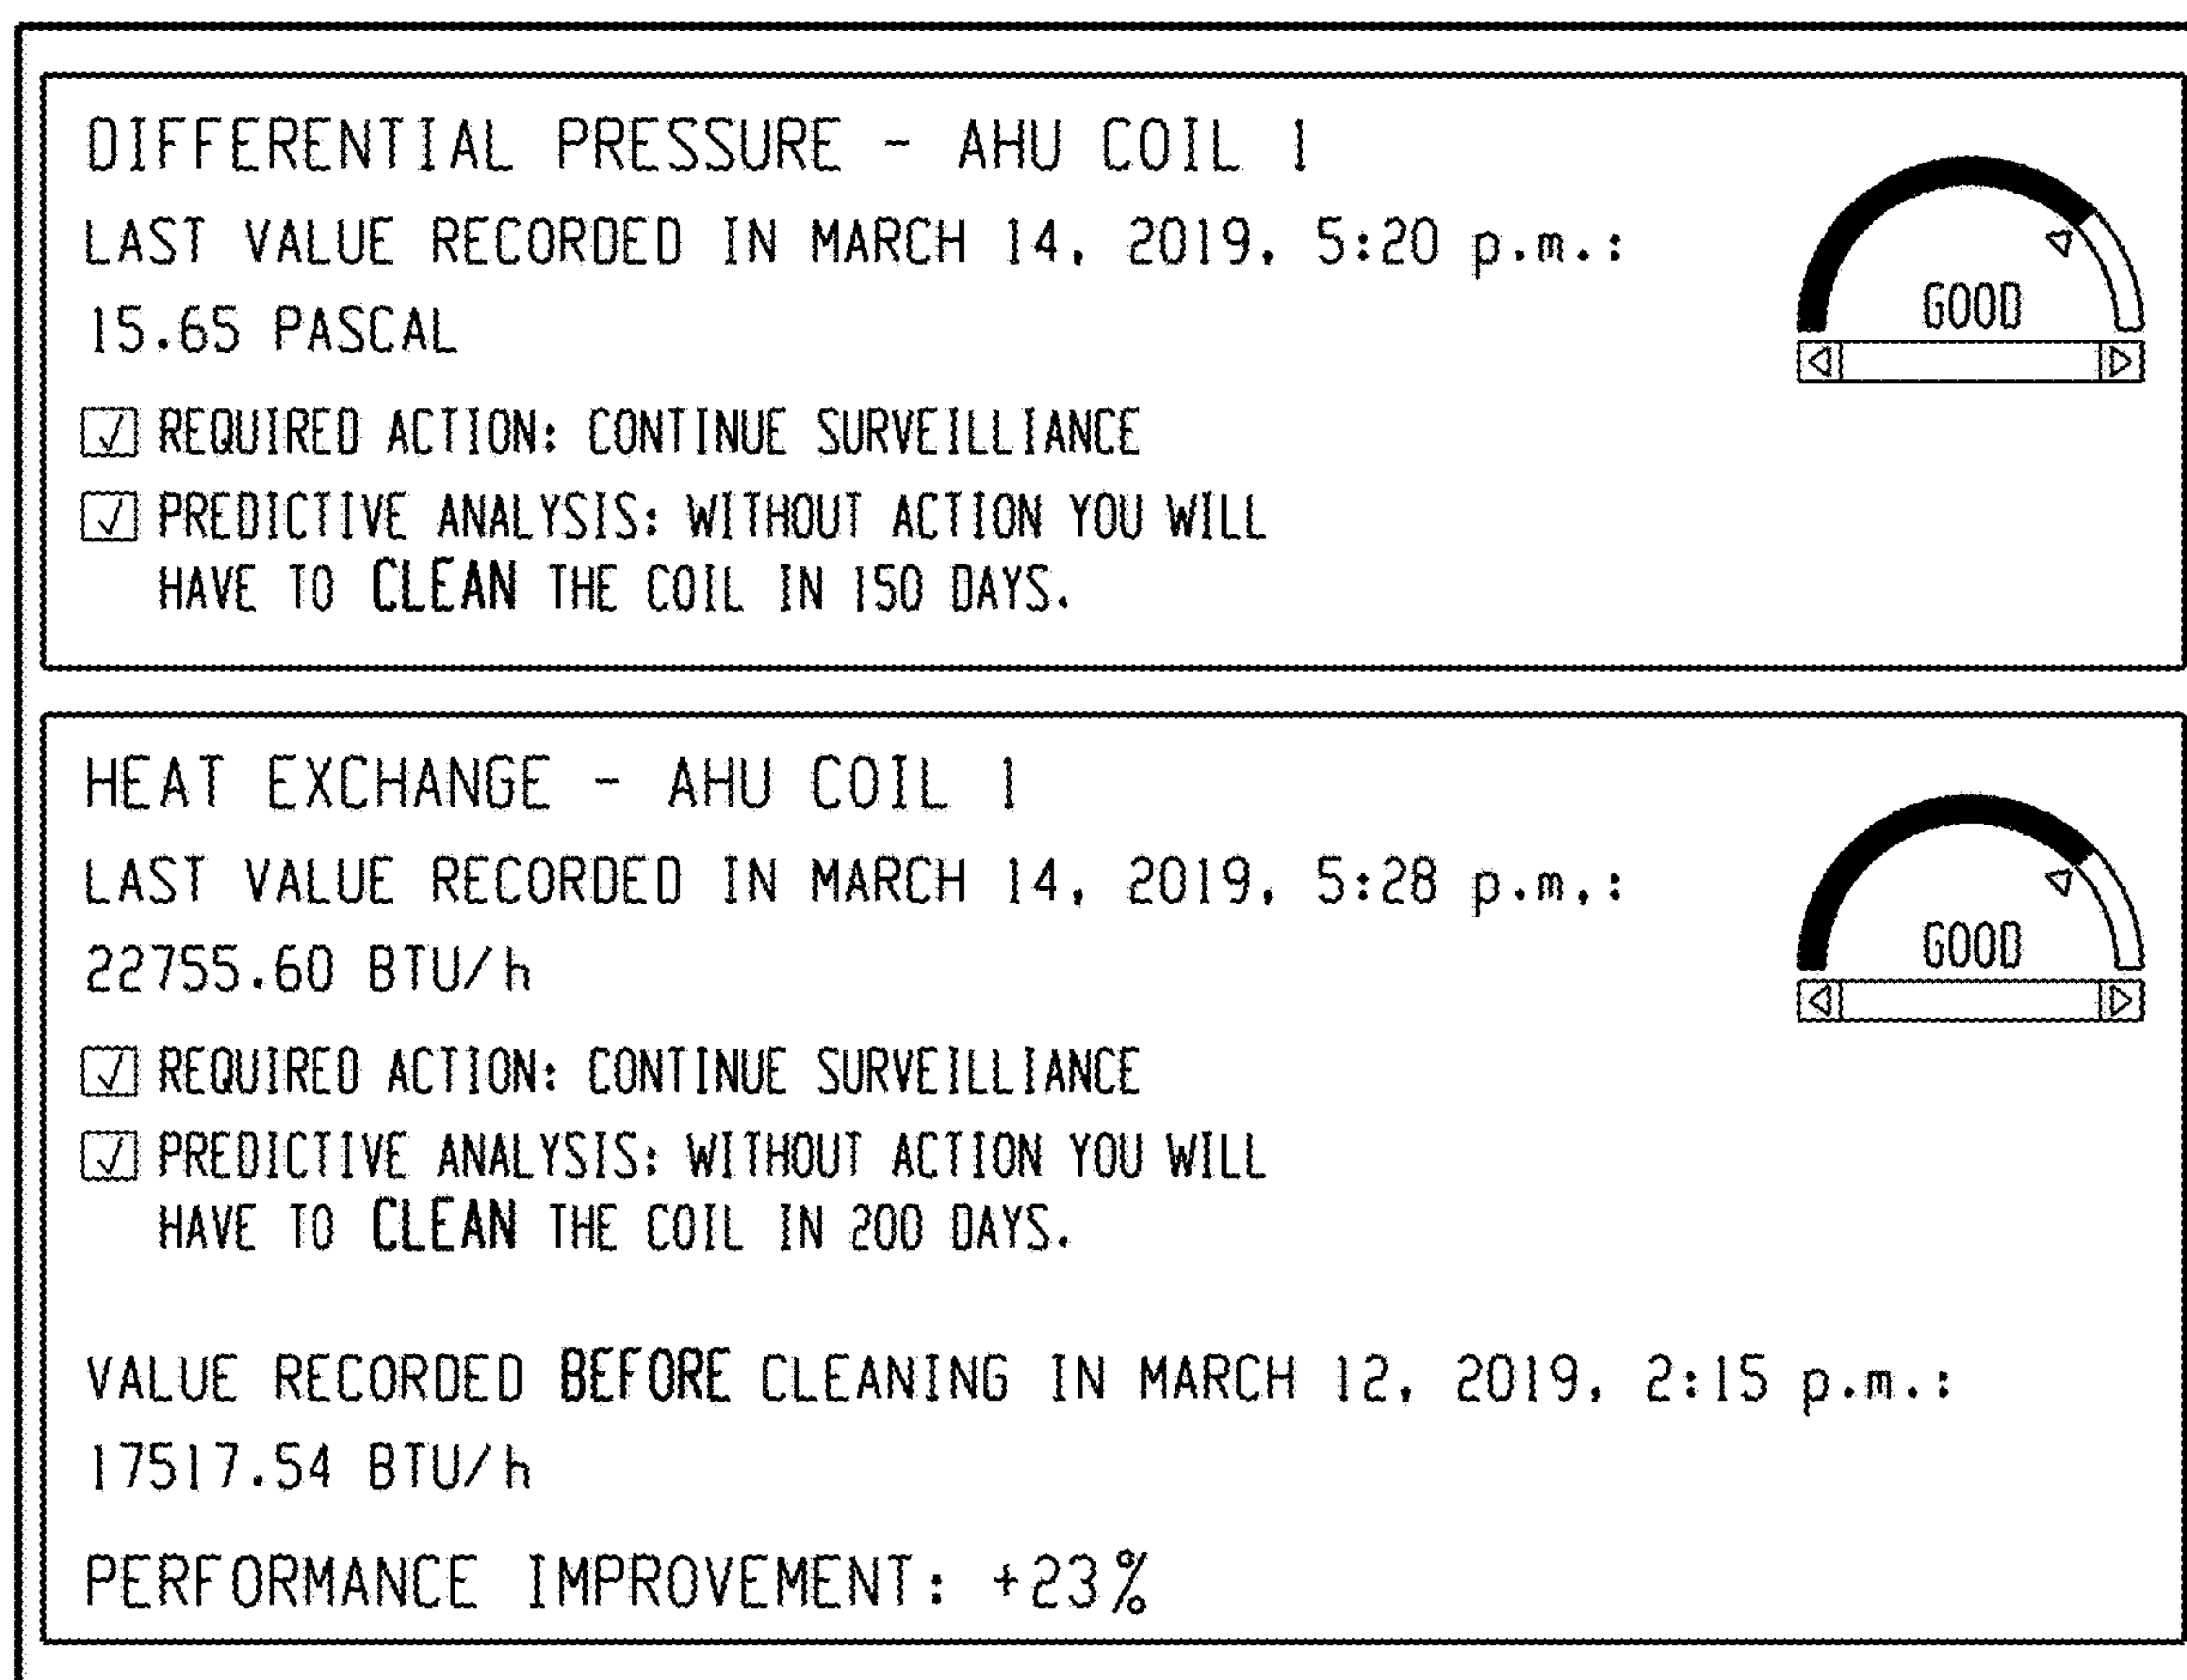 DIFFERENTIAL PRESSURE - AHU COIL 1
LAST VALUE RECORDED IN MARCH 14, 2019, 5:20 p.m.:
15.65 PASCAL
GOOD
REQUIRED ACTION: CONTINUE SURVEILLIANCE
PREDICTIVE ANALYSIS: WITHOUT ACTION YOU WILL
HAVE TO CLEAN THE COIL IN 150 DAYS.
HEAT EXCHANGE - AHU COIL 1
LAST VALUE RECORDED IN MARCH 14, 2019, 5:28 p.m.:
22755.60 BTU/h
GOOD
REQUIRED ACTION: CONTINUE SURVEILLIANCE
PREDICTIVE ANALYSIS: WITHOUT ACTION YOU WILL
HAVE TO CLEAN THE COIL IN 200 DAYS.
VALUE RECORDED BEFORE CLEANING IN MARCH 12, 2019, 2:15 p.m.:
17517.54 BTU/h
PERFORMANCE IMPROVEMENT: +23%